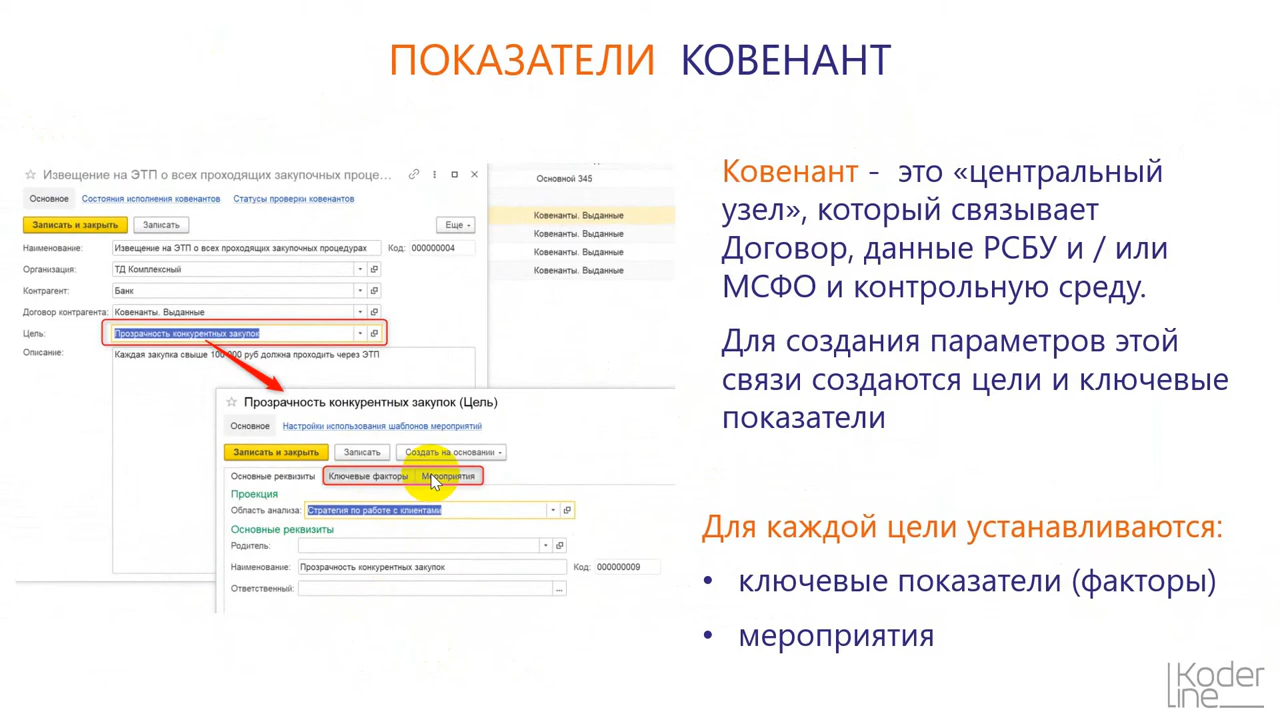 ПОКАЗАТЕЛИ КОВЕНАНТ
Извещение на ЭТП о всех проходящих закупочных проце...
Основное Состояния исполнения ковенантов Статусы проверки ковенантов
Записать и закрыть Записать Еще
Наименование: Извещение на ЭТП о всех проходящих закупочных процедурах Код: 000000004
Организация: ТД Комплексный
Контрагент: Банк
Договор контрагента: Ковенанты. Выданные
Цель: Прозрачность конкурентных закупок
Описание: Каждая закупка свыше 100 000 руб должна проходить через ЭТП
Основной 345
Ковенанты. Выданные
Ковенанты. Выданные
Ковенанты. Выданные
Ковенанты. Выданные
Прозрачность конкурентных закупок (Цель)
Основное Настройки использования шаблонов мероприятий
Записать и закрыть Записать Создать на основании
Основные реквизиты Ключевые факторы Мероприятия
Проекция
Область анализа: Стратегия по работе с клиентами
Основные реквизиты
Родитель:
Наименование: Прозрачность конкурентных закупок Код: 000000009
Ответственный: ...
Ковенант - это «центральный
узел», который связывает
Договор, данные РСБУ и / или
МСФО и контрольную среду.
Для создания параметров этой
связи создаются цели и ключевые
показатели
Для каждой цели устанавливаются:
• ключевые показатели (факторы)
• мероприятия
Koder
line